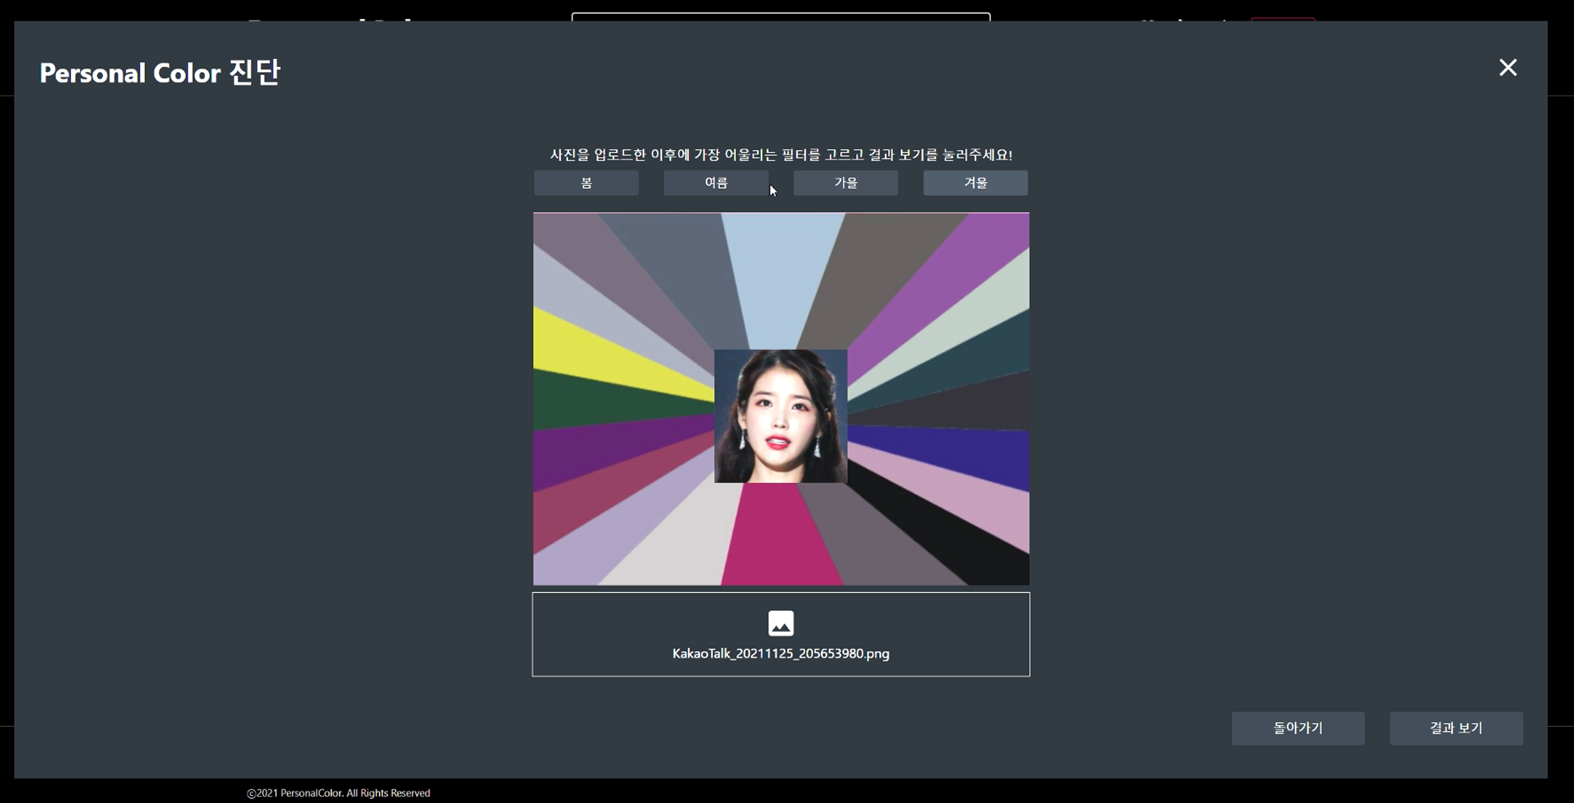 Personal Color 진단
사진을 업로드한 이후에 가장 어울리는 필터를 고르고 결과 보기를 눌러주세요!
봄
여름
가을
겨울
KakaoTalk_20211125_205653980.png
돌아가기
결과 보기
©2021 PersonalColor. All Rights Reserved